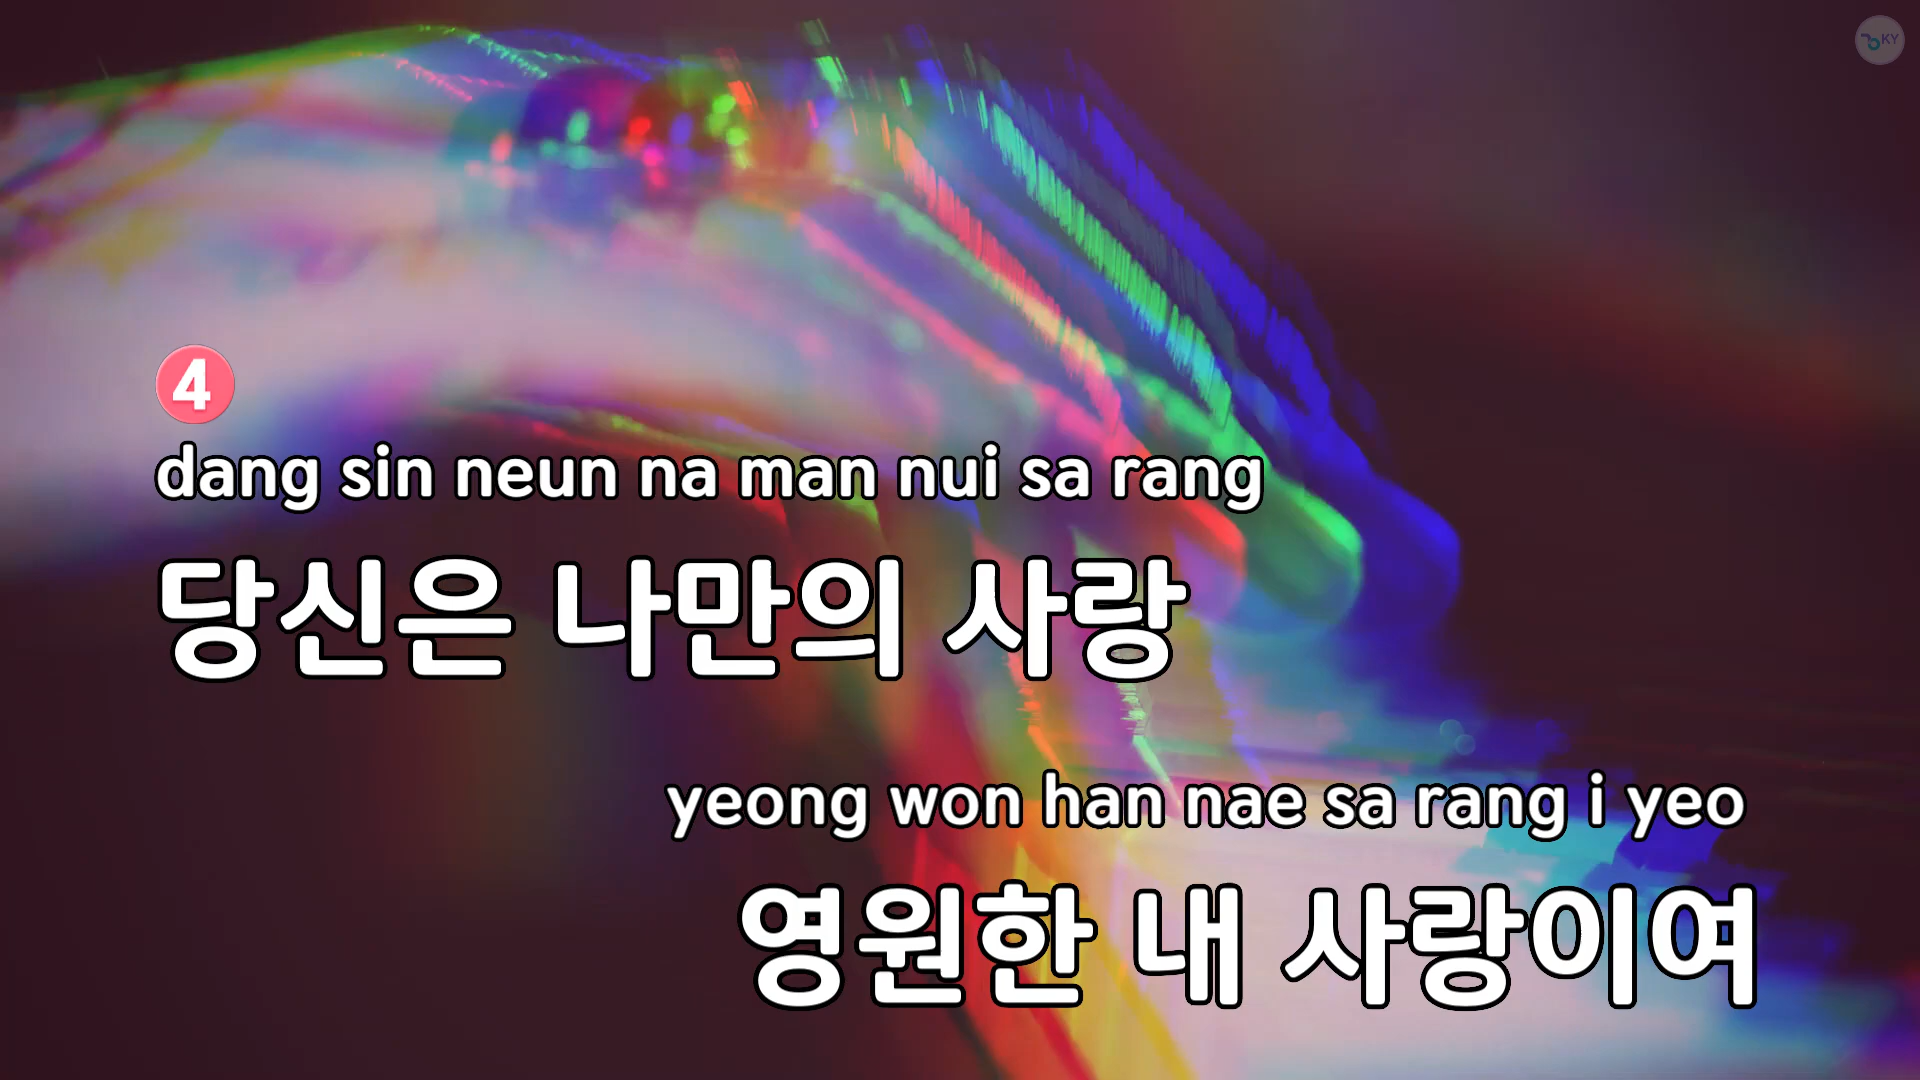 KY
4
dang sin neun na man nui sa rang
당신은 나만의 사랑
yeong won han nae sa rang i yeo
영원한 내 사랑이여